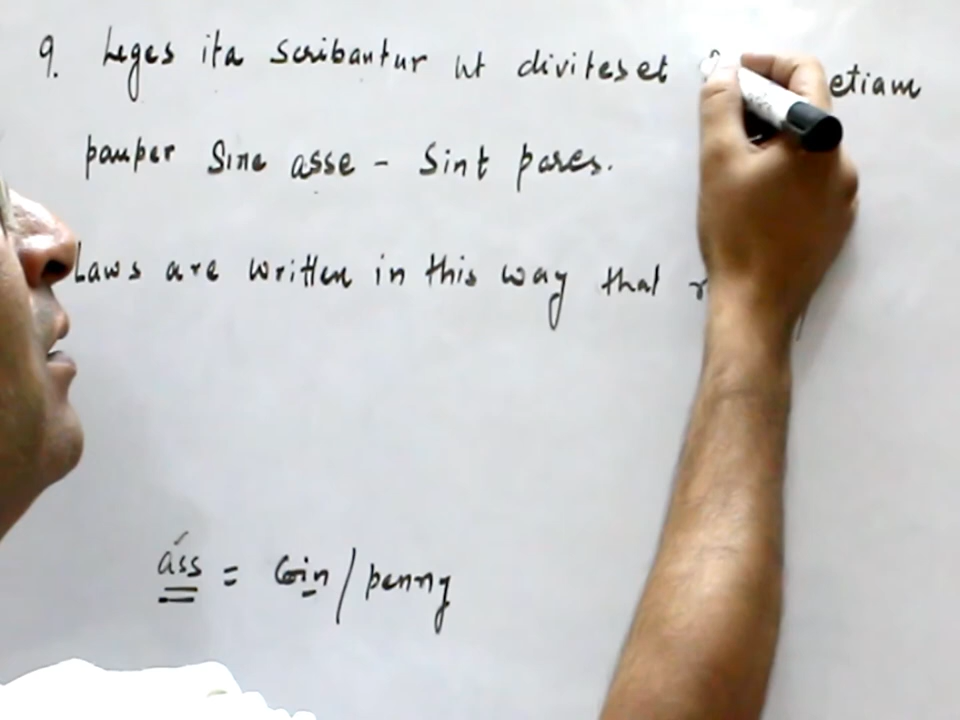 9. Leges ita scribantur ut divites et etiam
pauper Sine asse - Sint pares.
Laws are written in this way that
ass = Coin / penny